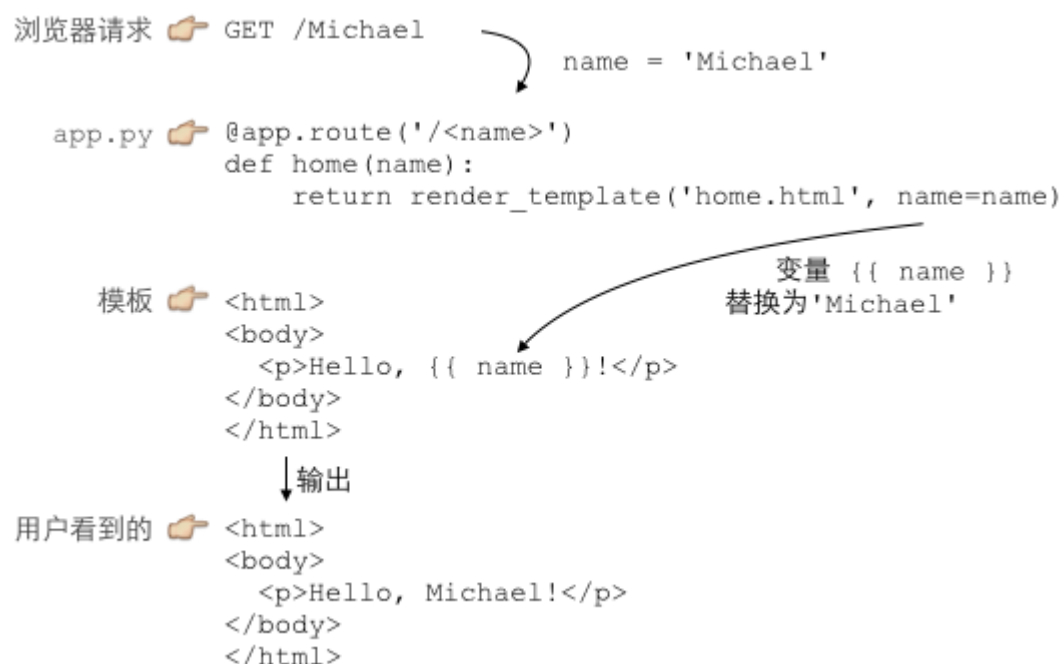 浏览器请求 👉 GET /Michael
name = 'Michael'
app.py 👉 @app.route('/<name>')
def home(name):
    return render_template('home.html', name=name)
变量 {{ name }}
替换为'Michael'
模板 👉 <html>
<body>
  <p>Hello, {{ name }}!</p>
</body>
</html>
输出
用户看到的 👉 <html>
<body>
  <p>Hello, Michael!</p>
</body>
</html>